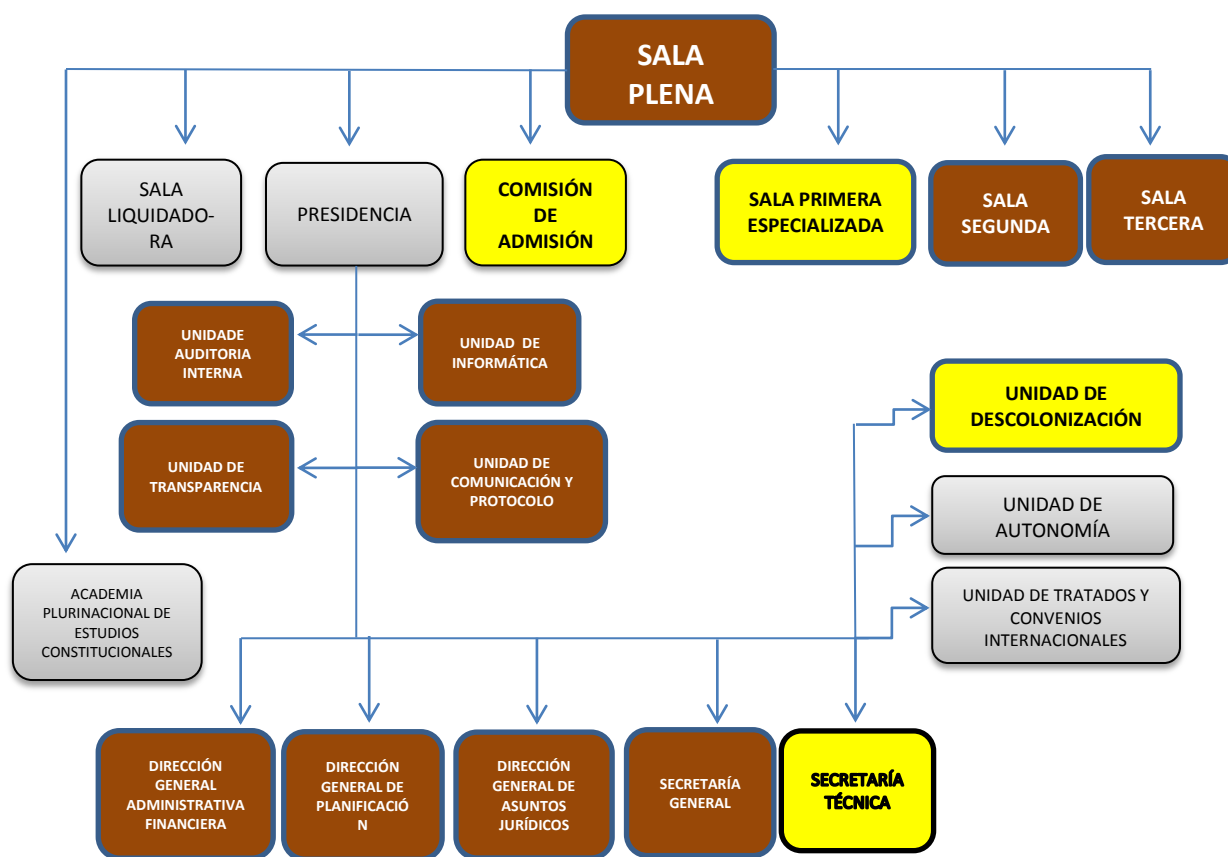 SALA
PLENA
SALA
LIQUIDADO-
RA
PRESIDENCIA
COMISIÓN
DE
ADMISIÓN
SALA PRIMERA
ESPECIALIZADA
SALA
SEGUNDA
SALA
TERCERA
UNIDADE
AUDITORIA
INTERNA
UNIDAD DE
INFORMÁTICA
UNIDAD DE
TRANSPARENCIA
UNIDAD DE
COMUNICACIÓN Y
PROTOCOLO
UNIDAD DE
DESCOLONIZACIÓN
UNIDAD DE
AUTONOMÍA
ACADEMIA
PLURINACIONAL DE
ESTUDIOS
CONSTITUCIONALES
UNIDAD DE TRATADOS Y
CONVENIOS
INTERNACIONALES
DIRECCIÓN
GENERAL
ADMINISTRATIVA
FINANCIERA
DIRECCIÓN
GENERAL DE
PLANIFICACIÓ
N
DIRECCIÓN
GENERAL DE
ASUNTOS
JURÍDICOS
SECRETARÍA
GENERAL
SECRETARÍA
TÉCNICA